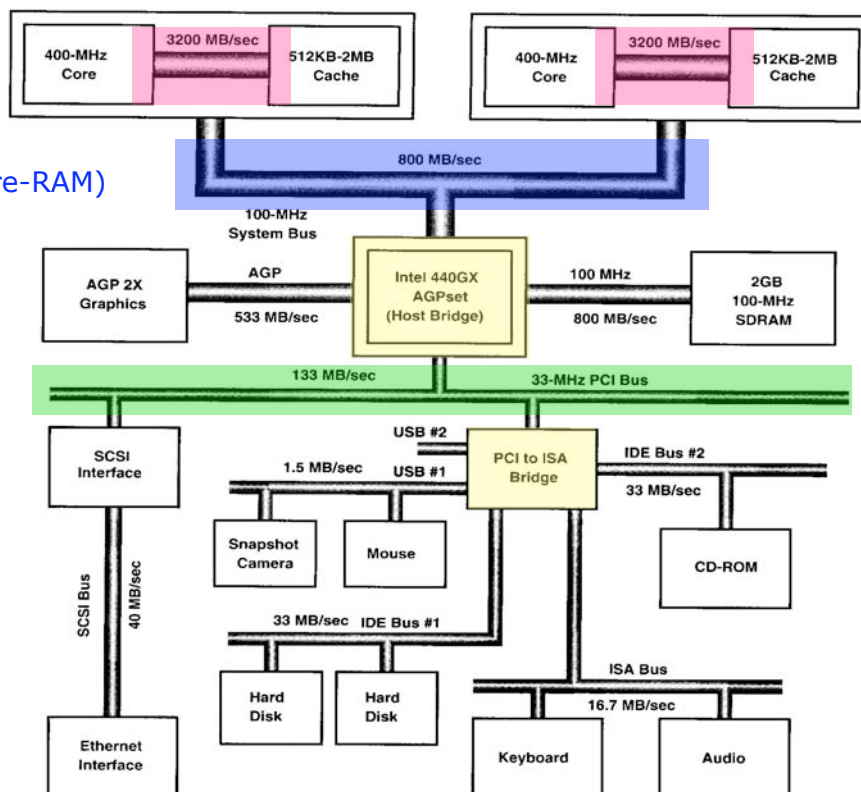 3200 MB/sec
400-MHz
Core
512KB-2MB
Cache
3200 MB/sec
400-MHz
Core
512KB-2MB
Cache
800 MB/sec
re-RAM)
100-MHz
System Bus
AGP 2X
Graphics
AGP
533 MB/sec
Intel 440GX
AGPset
(Host Bridge)
100 MHz
800 MB/sec
2GB
100-MHz
SDRAM
133 MB/sec
33-MHz PCI Bus
SCSI
Interface
USB #2
1.5 MB/sec
USB #1
PCI to ISA
Bridge
IDE Bus #2
33 MB/sec
Snapshot
Camera
Mouse
CD-ROM
SCSI Bus
40 MB/sec
33 MB/sec
IDE Bus #1
Hard
Disk
Hard
Disk
ISA Bus
16.7 MB/sec
Ethernet
Interface
Keyboard
Audio